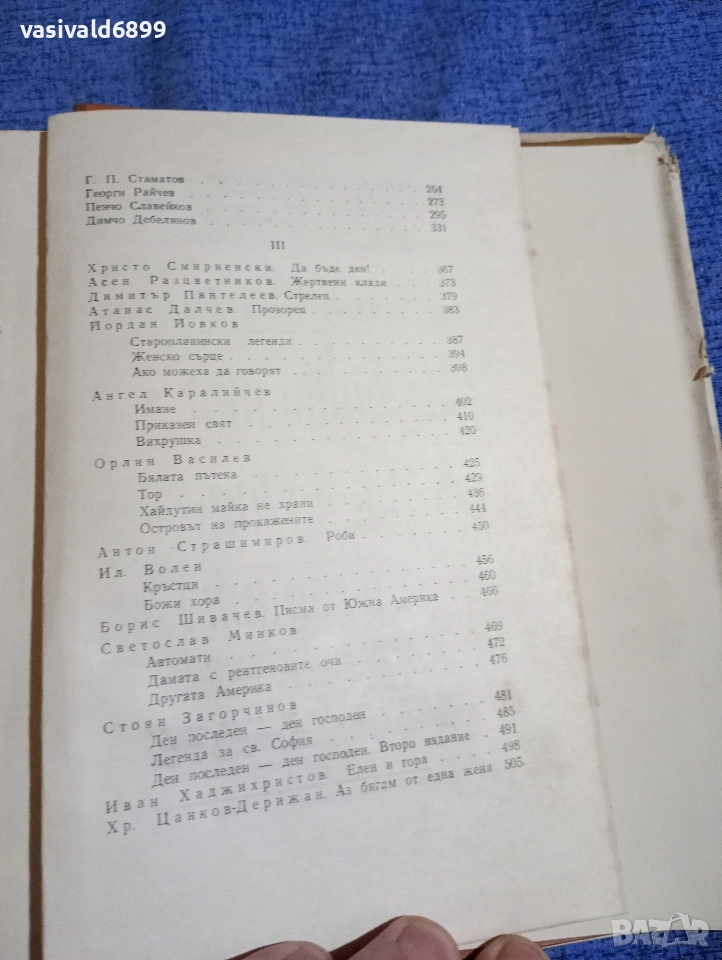 vasivald6899
Г. П. Стаматов . . . . . . . . 264
Георги Райчев . . . . . . . . 273
Пенчо Славейков . . . . . . . . 295
Димчо Дебелянов . . . . . . . . 331
III
Христо Смирненски. Да бъде ден! . . . . 367
Асен Разцветников. Жертвени клади . . . . 373
Димитър Пантелеев. Стрелец . . . . . . 379
Атанас Далчев. Прозорец . . . . . . 383
Йордан Йовков
Старопланински легенди . . . . . . . 387
Женско сърце . . . . . . . . 394
Ако можеха да говорят . . . . . . . 398
Ангел Каралийчев
Имане . . . . . . . . 402
Приказен свят . . . . . . . . 410
Вихрушка . . . . . . . . 420
Орлин Василев
Бялата пътека . . . . . . . . 425
Тор . . . . . . . . 429
Хайдутин майка не храни . . . . . . 436
Островът на прокажените . . . . . . 444
Антон Страшимиров. Роби . . . . . 450
Ил. Волен
Кръстци . . . . . . . . 456
Божи хора . . . . . . . . 460
Борис Шивачев. Писма от Южна Америка . 466
Светослав Минков
Автомати . . . . . . . . 469
Дамата с рентгеновите очи . . . . . 472
Другата Америка . . . . . . . 476
Стоян Загорчинов
Ден последен — ден господен . . . . . 481
Легенда за св. София . . . . . . . 485
Ден последен — ден господен. Второ издание . 491
Иван Хаджихристов. Елен и гора . . . . 498
Хр. Цанков-Дерижан. Аз бягам от една жена 505
BAZAR